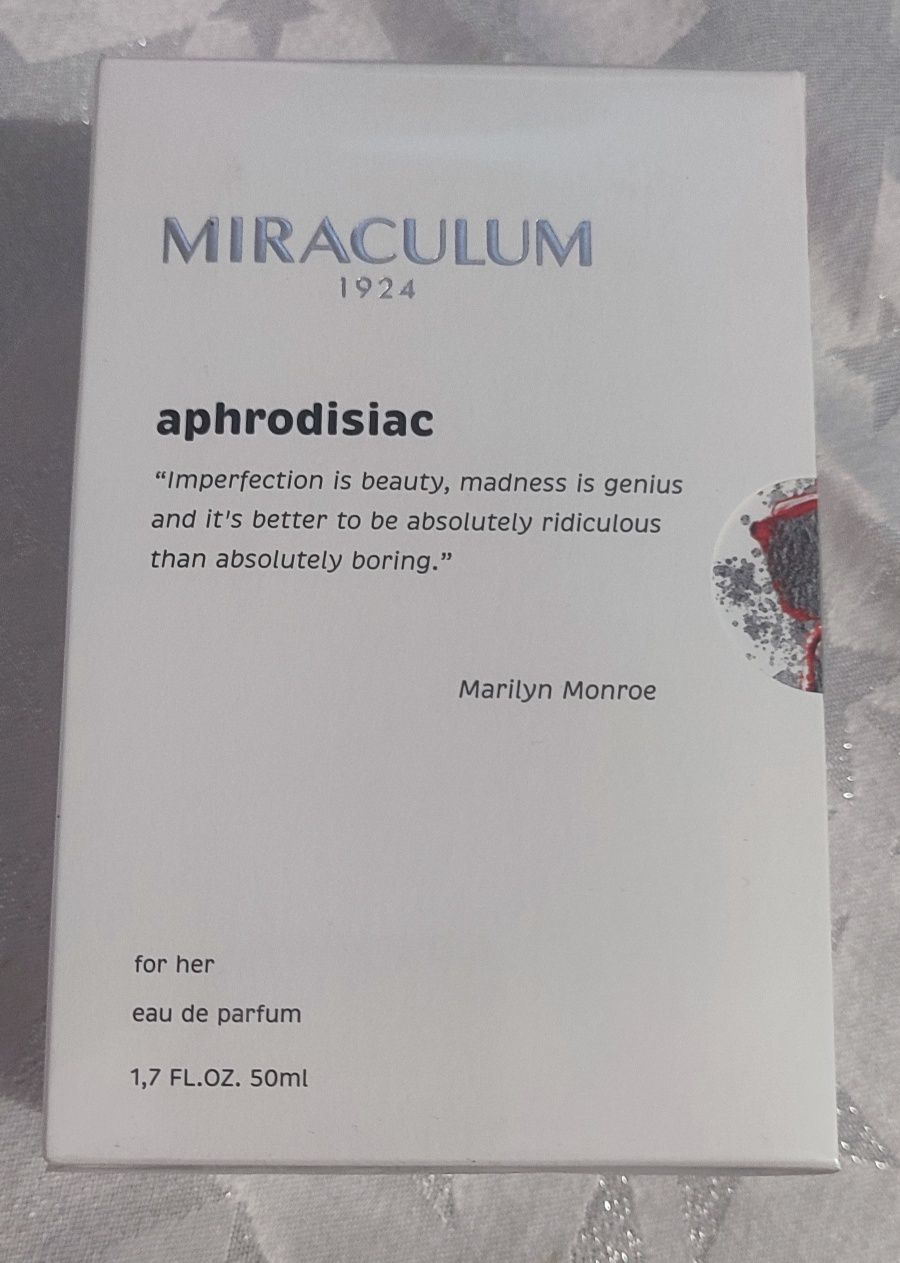 MIRACULUM
1924
aphrodisiac
“Imperfection is beauty, madness is genius
and it's better to be absolutely ridiculous
than absolutely boring.”
Marilyn Monroe
for her
eau de parfum
1,7 FL.OZ. 50ml